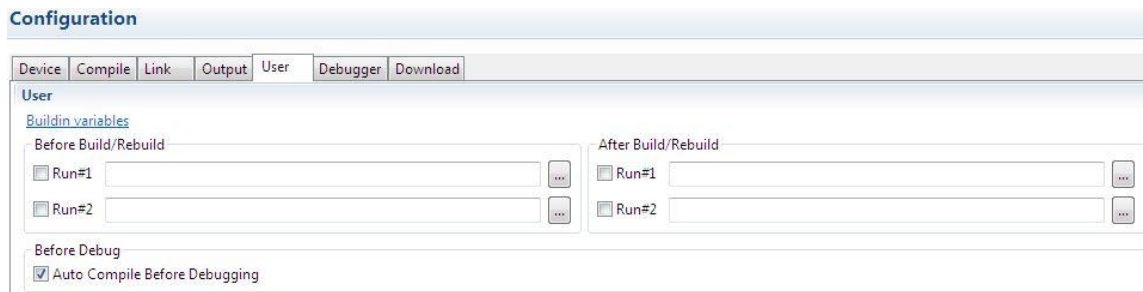 Configuration
Device Compile Link Output User Debugger Download
User
Buildin variables
Before Build/Rebuild
Run#1 ...
Run#2 ...
After Build/Rebuild
Run#1 ...
Run#2 ...
Before Debug
Auto Compile Before Debugging